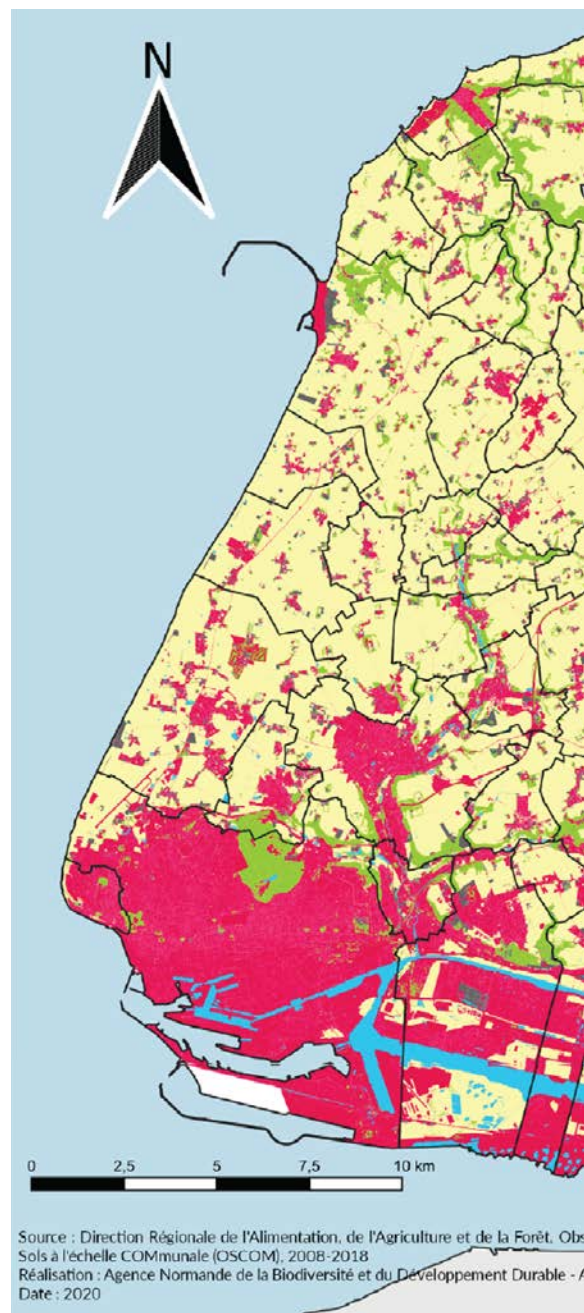 N
0 2,5 5 7,5 10 km
Source : Direction Régionale de l'Alimentation, de l'Agriculture et de la Forêt, Obs
Sols à l'échelle COMmunale (OSCOM), 2008-2018
Réalisation : Agence Normande de la Biodiversité et du Développement Durable - A
Date : 2020